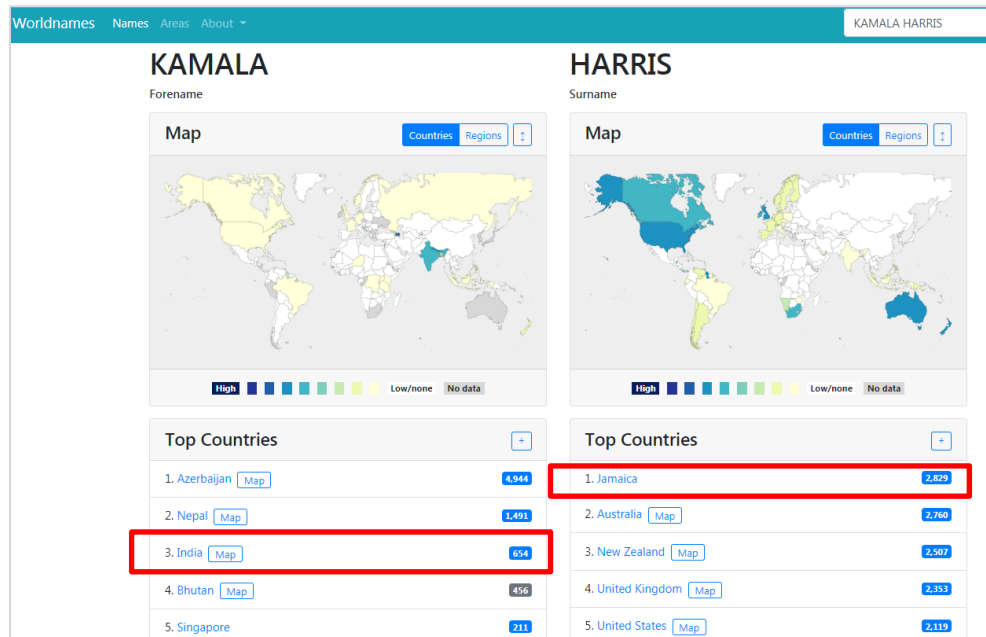 Worldnames Names Areas About KAMALA HARRIS
KAMALA
Forename
Map Countries Regions ↕
High Low/none No data
Top Countries +
1. Azerbaijan Map 4,944
2. Nepal Map 1,491
3. India Map 654
4. Bhutan Map 456
5. Singapore 211
HARRIS
Surname
Map Countries Regions ↕
High Low/none No data
Top Countries +
1. Jamaica 2,829
2. Australia Map 2,760
3. New Zealand Map 2,507
4. United Kingdom Map 2,353
5. United States Map 2,119